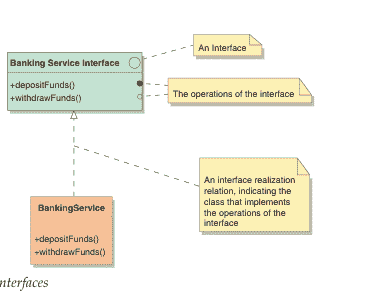 An Interface
Banking Service Interface
+depositFunds()
+withdrawFunds()
The operations of the interface
An interface realization
relation, indicating the
class that implements
the operations of the
interface
BankingService
+depositFunds()
+withdrawFunds()
nterfaces